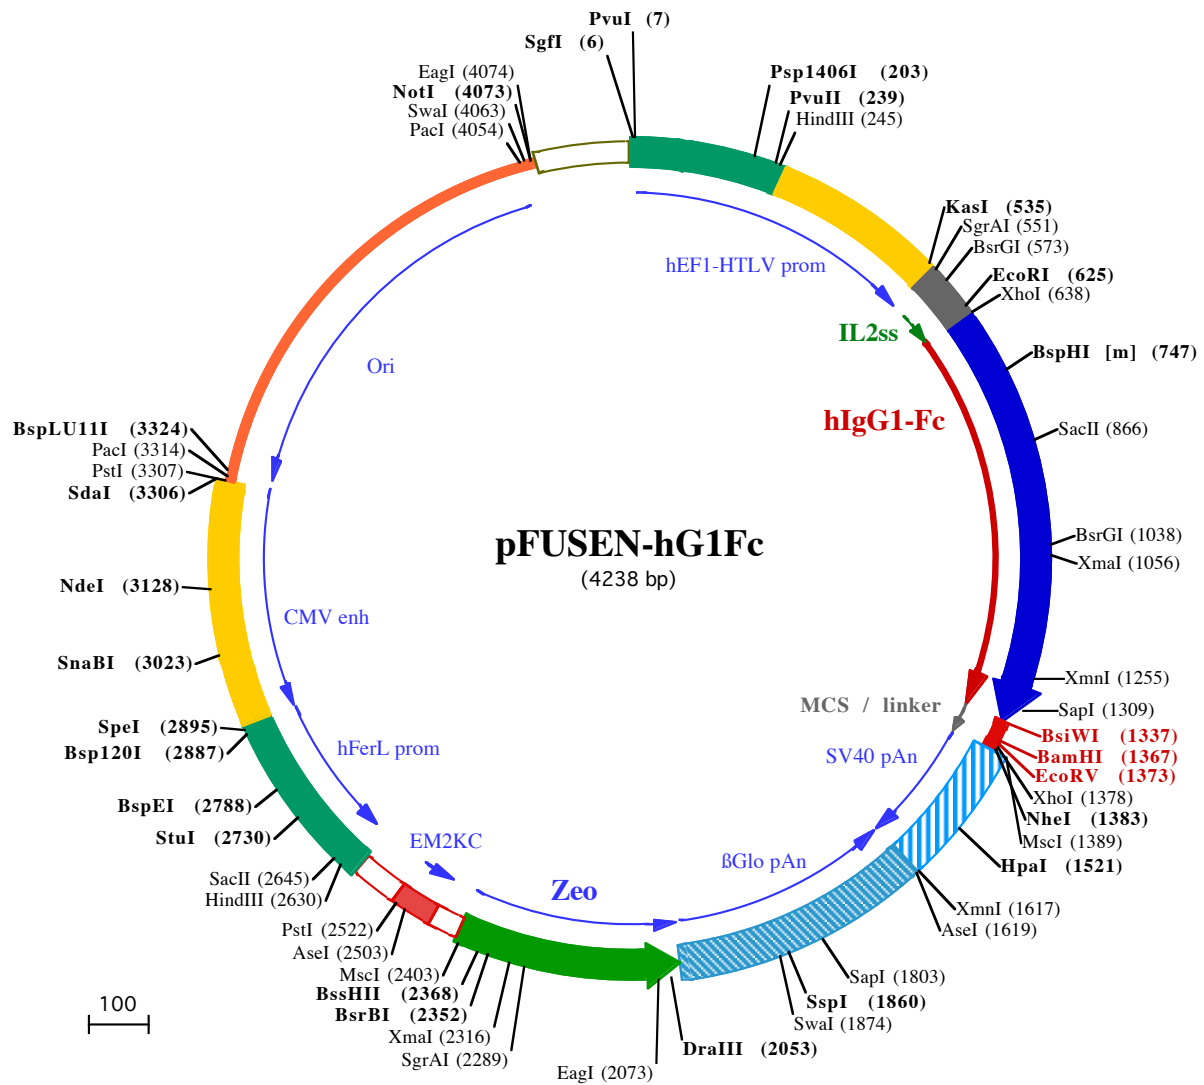 PvuI (7)
SgfI (6)
EagI (4074)
NotI (4073)
SwaI (4063)
PacI (4054)
Psp1406I (203)
PvuII (239)
HindIII (245)
KasI (535)
SgrAI (551)
BsrGI (573)
EcoRI (625)
XhoI (638)
BspHI [m] (747)
SacII (866)
BsrGI (1038)
XmaI (1056)
XmnI (1255)
SapI (1309)
BsiWI (1337)
BamHI (1367)
EcoRV (1373)
XhoI (1378)
NheI (1383)
MscI (1389)
HpaI (1521)
XmnI (1617)
AseI (1619)
SapI (1803)
SspI (1860)
SwaI (1874)
DraIII (2053)
EagI (2073)
SgrAI (2289)
XmaI (2316)
BsrBI (2352)
BssHII (2368)
MscI (2403)
AseI (2503)
PstI (2522)
HindIII (2630)
SacII (2645)
StuI (2730)
BspEI (2788)
Bsp120I (2887)
SpeI (2895)
SnaBI (3023)
NdeI (3128)
SdaI (3306)
PstI (3307)
PacI (3314)
BspLU11I (3324)
hEF1-HTLV prom
IL2ss
hIgG1-Fc
MCS / linker
SV40 pAn
ßGlo pAn
Zeo
EM2KC
hFerL prom
CMV enh
Ori
pFUSEN-hG1Fc
(4238 bp)
100